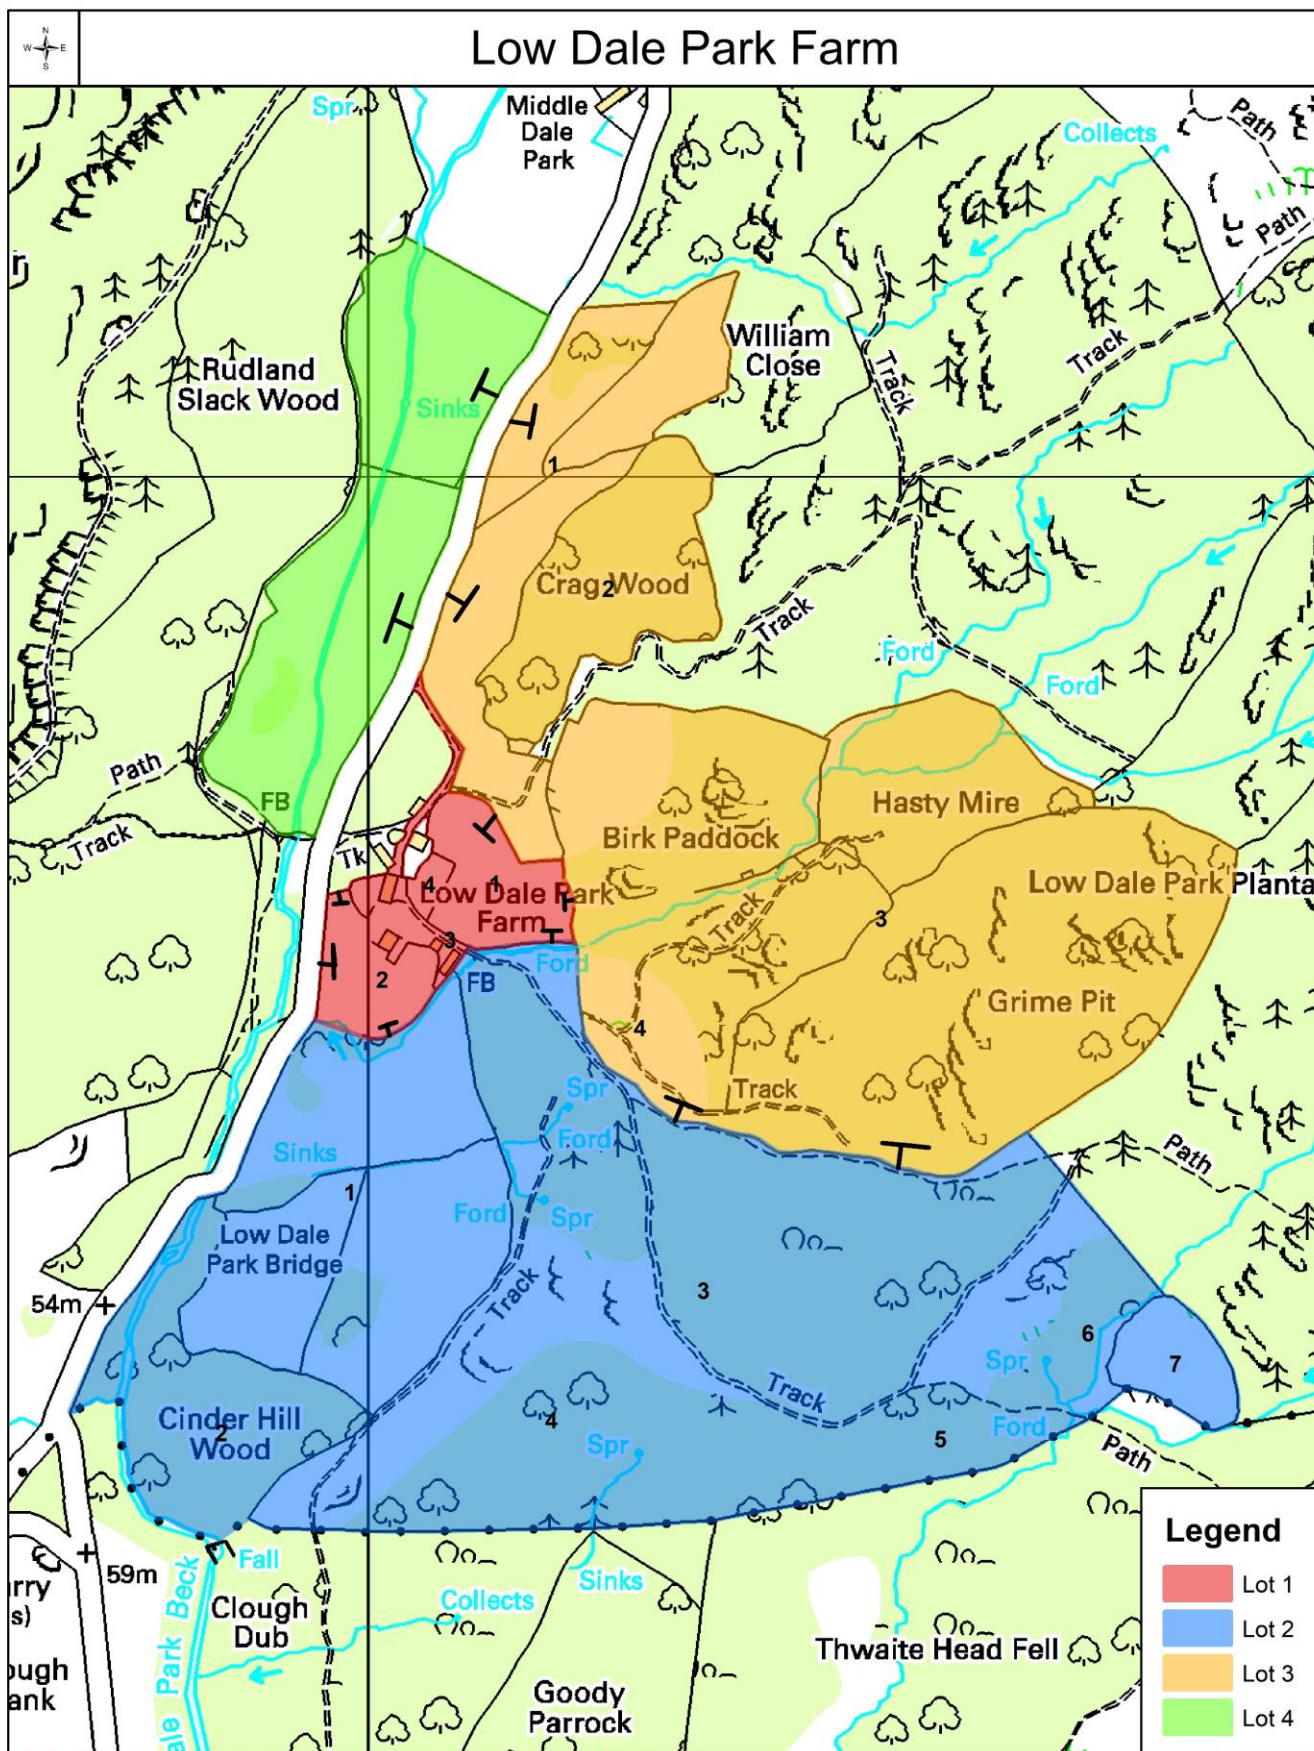 N
W E
S
Low Dale Park Farm
Spr
Middle
Dale
Park
Collects
Path
Path
Rudland
Slack Wood
Sinks
William
Close
Track
Track
1
Crag Wood
2
Track
Ford
Ford
Path
FB
Track
Tk
Birk Paddock
Hasty Mire
4
1
Low Dale Park
Farm
Low Dale Park Planta
3
Track
3
2
FB
Ford
4
Grime Pit
Spr
Track
Ford
Sinks
Path
1
Ford
Spr
Low Dale
Park Bridge
Track
54m
3
6
7
Spr
Track
Cinder Hill
Wood
2
4
Spr
5
Ford
Path
59m
Fall
Sinks
Collects
Clough
Dub
ale Park Beck
arry
s)
ough
ank
Thwaite Head Fell
Goody
Parrock
Legend
Lot 1
Lot 2
Lot 3
Lot 4